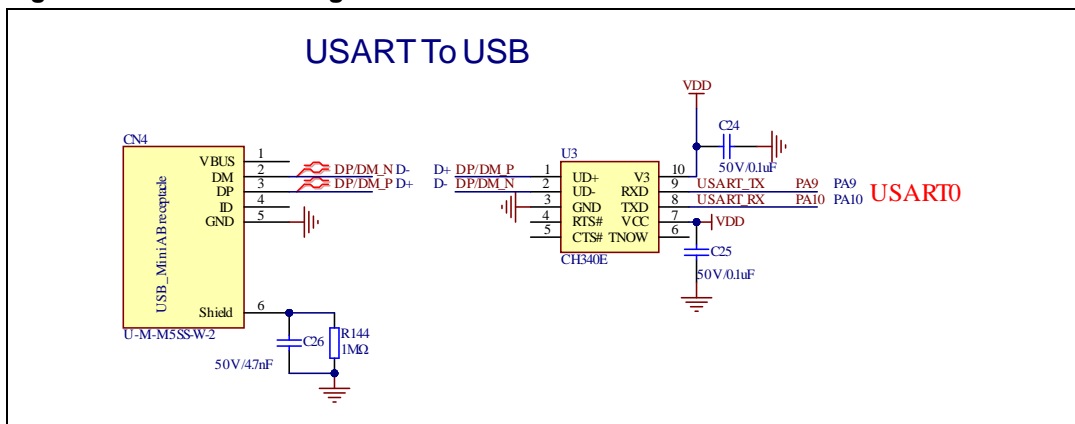 USART To USB
VDD
CN4
C24
50V/0.1uF
VBUS 1
DM 2 DP/DM_N D-
DP 3 DP/DM_P D+
ID 4
GND 5
USB_MiniAB receptacle
Shield 6
U-M-M5SS-W-2
C26
50V/4.7nF
R144
1MΩ
U3
D+ DP/DM_P 1 UD+
D- DP/DM_N 2 UD-
3 GND
4 RTS#
5 CTS#
V3 10
RXD 9 USART_TX PA9 PA9
TXD 8 USART_RX PA10 PA10
VCC 7 VDD
TNOW 6
USART0
CH340E
C25
50V/0.1uF